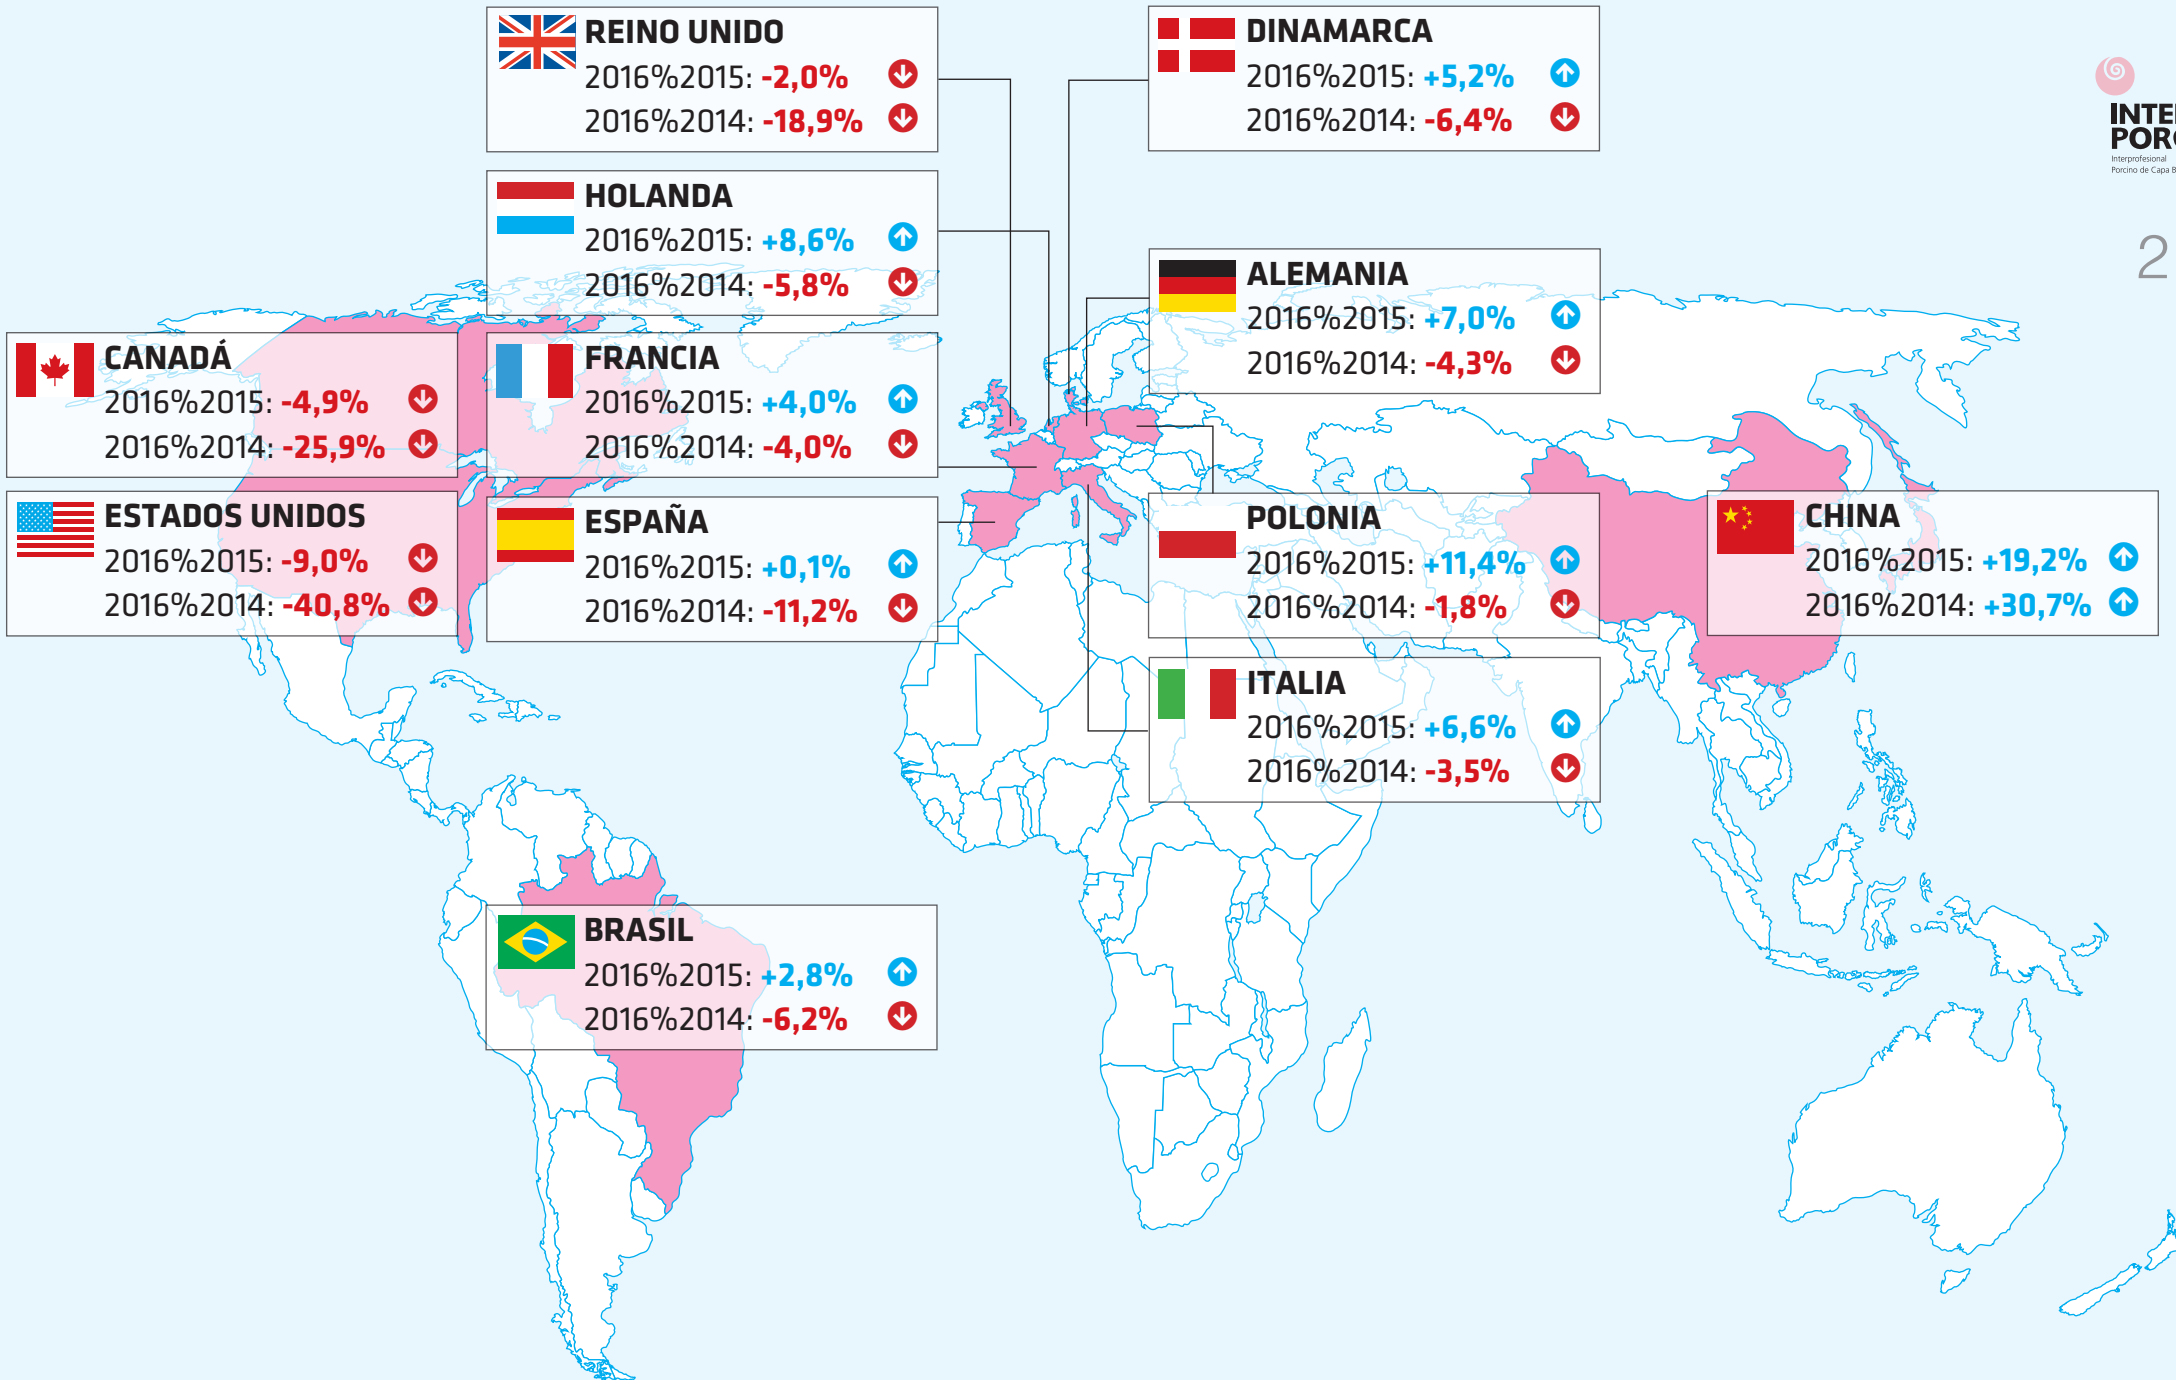 REINO UNIDO
2016%2015: -2,0%
2016%2014: -18,9%
DINAMARCA
2016%2015: +5,2%
2016%2014: -6,4%
Interprofesional
Porcino de Capa
2
HOLANDA
2016%2015: +8,6%
2016%2014: -5,8%
ALEMANIA
2016%2015: +7,0%
2016%2014: -4,3%
CANADÁ
2016%2015: -4,9%
2016%2014: -25,9%
FRANCIA
2016%2015: +4,0%
2016%2014: -4,0%
ESTADOS UNIDOS
2016%2015: -9,0%
2016%2014: -40,8%
ESPAÑA
2016%2015: +0,1%
2016%2014: -11,2%
POLONIA
2016%2015: +11,4%
2016%2014: -1,8%
CHINA
2016%2015: +19,2%
2016%2014: +30,7%
ITALIA
2016%2015: +6,6%
2016%2014: -3,5%
BRASIL
2016%2015: +2,8%
2016%2014: -6,2%